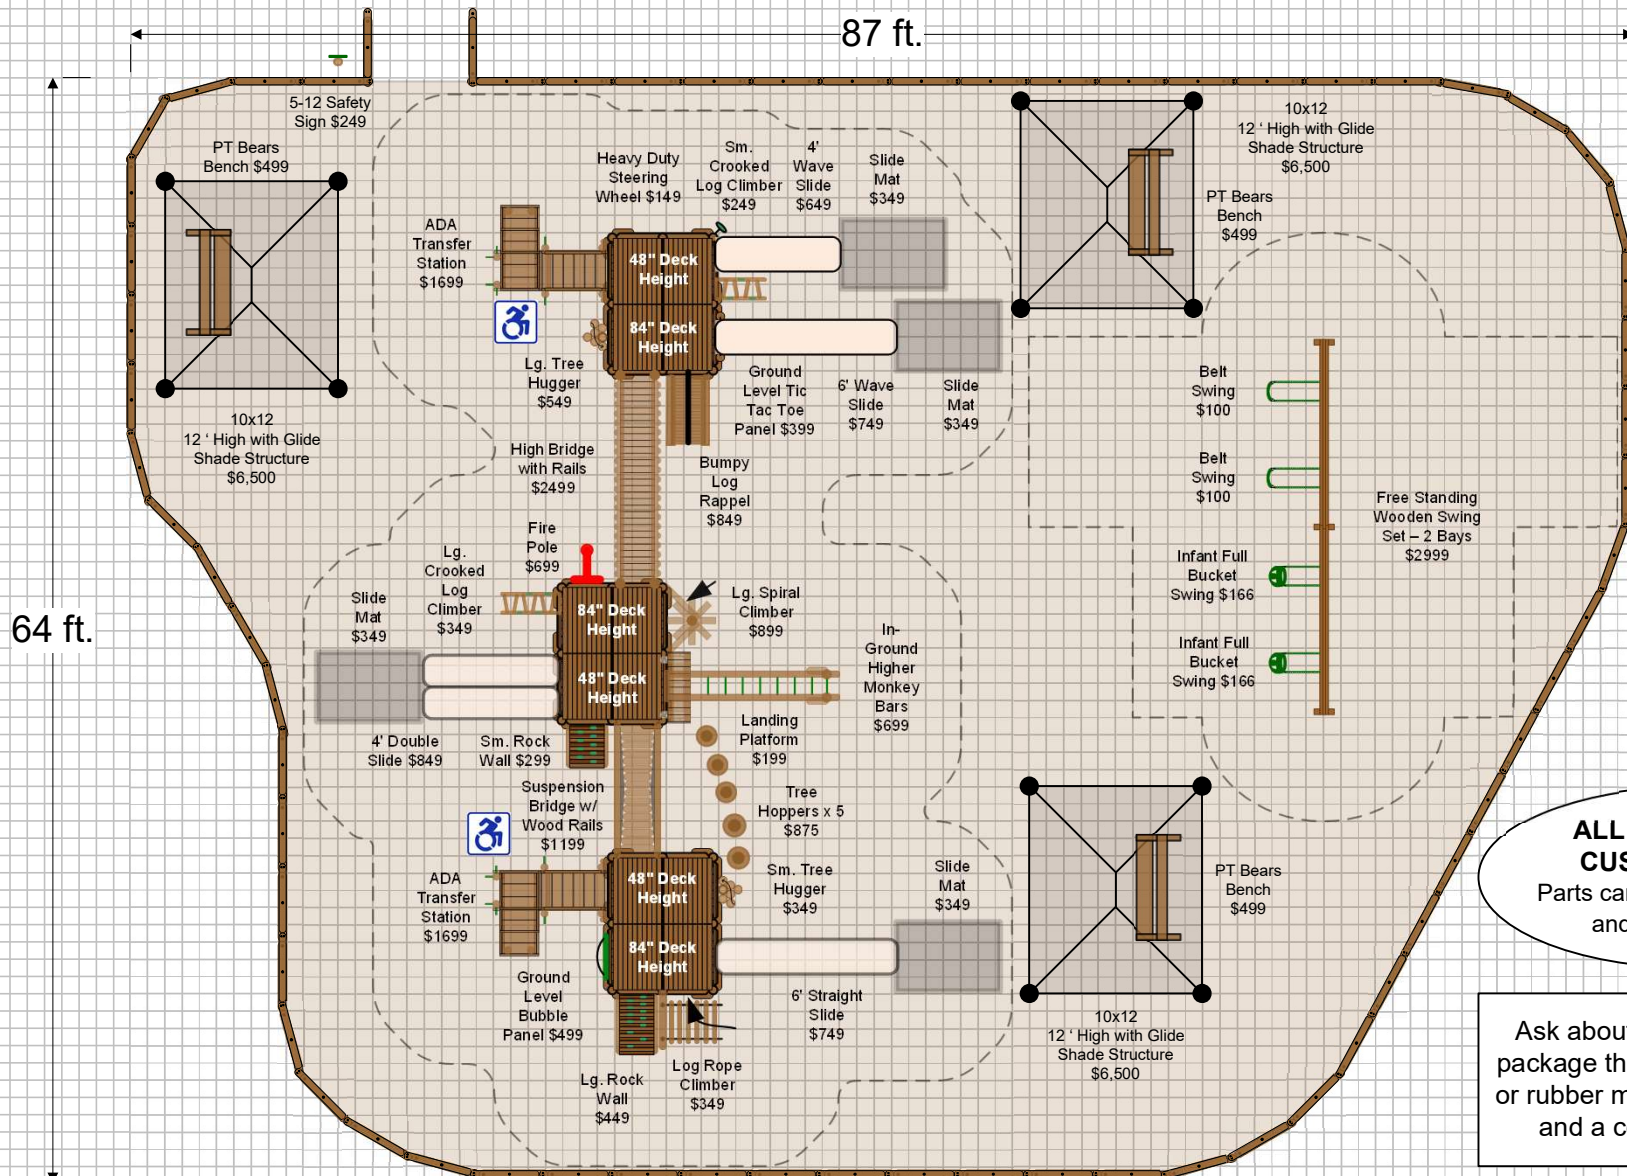 87 ft.
64 ft.
5-12 Safety
Sign $249
PT Bears
Bench $499
10x12
12 ‘ High with Glide
Shade Structure
$6,500
ADA
Transfer
Station
$1699
Heavy Duty
Steering
Wheel $149
Sm.
Crooked
Log Climber
$249
4'
Wave
Slide
$649
Slide
Mat
$349
10x12
12 ‘ High with Glide
Shade Structure
$6,500
PT Bears
Bench
$499
48" Deck
Height
84" Deck
Height
Lg. Tree
Hugger
$549
Ground
Level Tic
Tac Toe
Panel $399
6' Wave
Slide
$749
Slide
Mat
$349
High Bridge
with Rails
$2499
Bumpy
Log
Rappel
$849
Belt
Swing
$100
Belt
Swing
$100
Infant Full
Bucket
Swing $166
Infant Full
Bucket
Swing $166
Free Standing
Wooden Swing
Set – 2 Bays
$2999
Fire
Pole
$699
Lg.
Crooked
Log
Climber
$349
Slide
Mat
$349
84" Deck
Height
48" Deck
Height
Lg. Spiral
Climber
$899
In-
Ground
Higher
Monkey
Bars
$699
4' Double
Slide $849
Sm. Rock
Wall $299
Landing
Platform
$199
Suspension
Bridge w/
Wood Rails
$1199
Tree
Hoppers x 5
$875
ADA
Transfer
Station
$1699
48" Deck
Height
84" Deck
Height
Sm. Tree
Hugger
$349
Slide
Mat
$349
Ground
Level
Bubble
Panel $499
6' Straight
Slide
$749
Lg. Rock
Wall
$449
Log Rope
Climber
$349
PT Bears
Bench
$499
10x12
12 ‘ High with Glide
Shade Structure
$6,500
ALL
CUS
Parts ca
and
Ask abou
package th
or rubber m
and a c